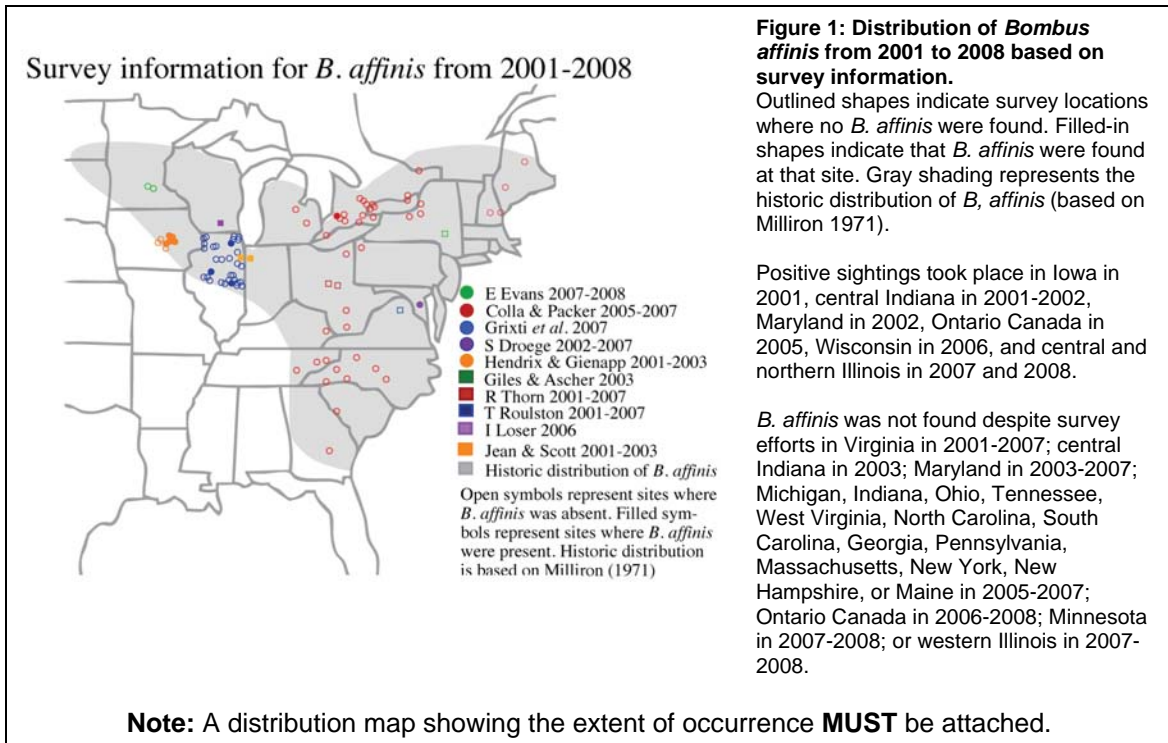 Survey information for B. affinis from 2001-2008
E Evans 2007-2008
Colla & Packer 2005-2007
Grixti et al. 2007
S Droege 2002-2007
Hendrix & Gienapp 2001-2003
Giles & Ascher 2003
R Thorn 2001-2007
T Roulston 2001-2007
I Loser 2006
Jean & Scott 2001-2003
Historic distribution of B. affinis
Open symbols represent sites where
B. affinis was absent. Filled sym-
bols represent sites where B. affinis
were present. Historic distribution
is based on Milliron (1971)
Figure 1: Distribution of Bombus
affinis from 2001 to 2008 based on
survey information.
Outlined shapes indicate survey locations
where no B. affinis were found. Filled-in
shapes indicate that B. affinis were found
at that site. Gray shading represents the
historic distribution of B, affinis (based on
Milliron 1971).
Positive sightings took place in Iowa in
2001, central Indiana in 2001-2002,
Maryland in 2002, Ontario Canada in
2005, Wisconsin in 2006, and central and
northern Illinois in 2007 and 2008.
B. affinis was not found despite survey
efforts in Virginia in 2001-2007; central
Indiana in 2003; Maryland in 2003-2007;
Michigan, Indiana, Ohio, Tennessee,
West Virginia, North Carolina, South
Carolina, Georgia, Pennsylvania,
Massachusetts, New York, New
Hampshire, or Maine in 2005-2007;
Ontario Canada in 2006-2008; Minnesota
in 2007-2008; or western Illinois in 2007-
2008.
Note: A distribution map showing the extent of occurrence MUST be attached.